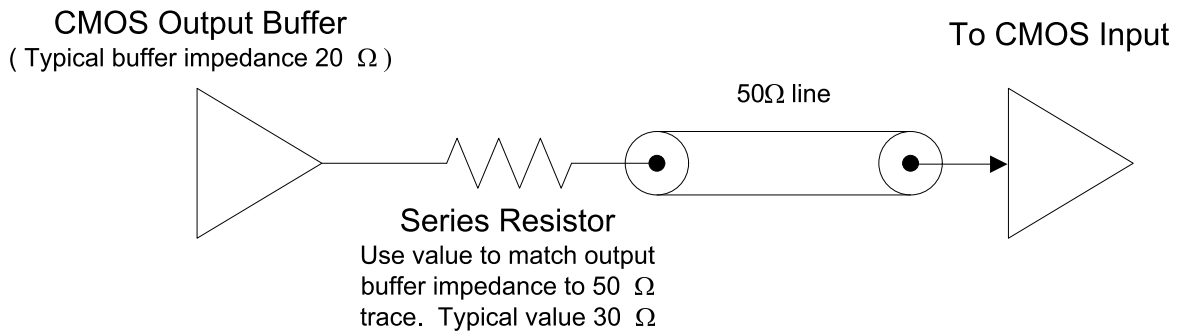 CMOS Output Buffer
( Typical buffer impedance 20 Ω )
To CMOS Input
50Ω line
Series Resistor
Use value to match output
buffer impedance to 50 Ω
trace. Typical value 30 Ω